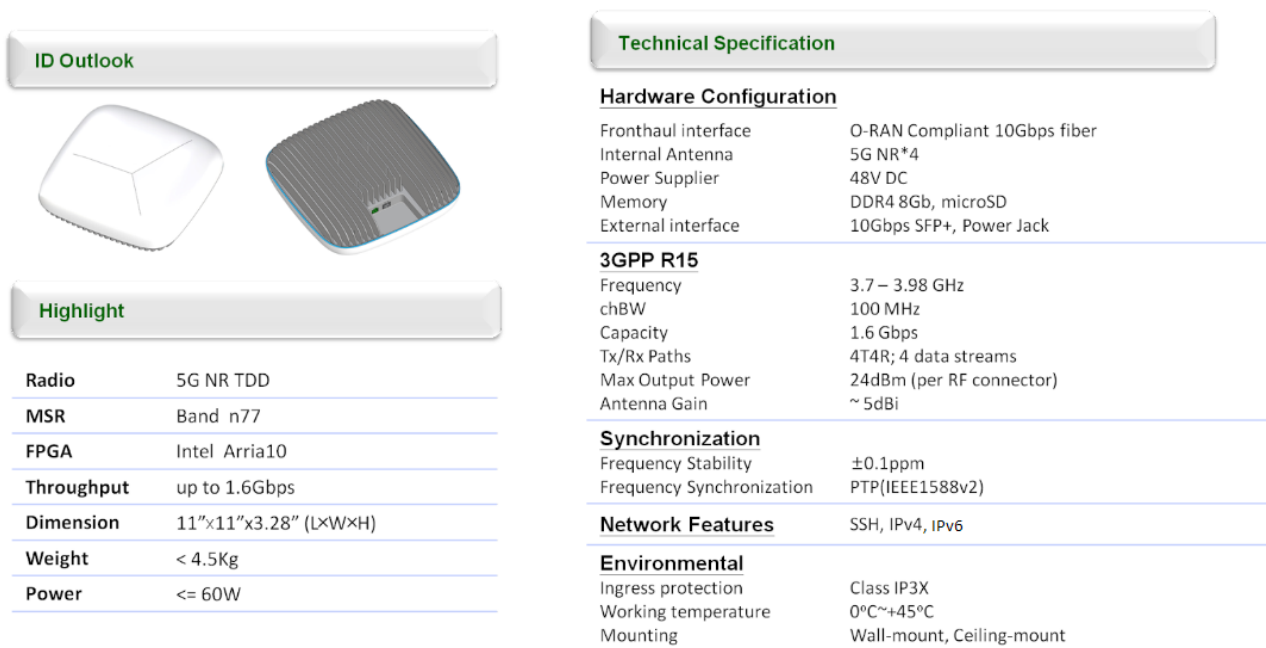 ID Outlook
Highlight
Radio 5G NR TDD
MSR Band n77
FPGA Intel Arria10
Throughput up to 1.6Gbps
Dimension 11”×11”x3.28” (L×W×H)
Weight < 4.5Kg
Power <= 60W
Technical Specification
Hardware Configuration
Fronthaul interface O-RAN Compliant 10Gbps fiber
Internal Antenna 5G NR*4
Power Supplier 48V DC
Memory DDR4 8Gb, microSD
External interface 10Gbps SFP+, Power Jack
3GPP R15
Frequency 3.7 – 3.98 GHz
chBW 100 MHz
Capacity 1.6 Gbps
Tx/Rx Paths 4T4R; 4 data streams
Max Output Power 24dBm (per RF connector)
Antenna Gain ~ 5dBi
Synchronization
Frequency Stability ±0.1ppm
Frequency Synchronization PTP(IEEE1588v2)
Network Features SSH, IPv4, IPv6
Environmental
Ingress protection Class IP3X
Working temperature 0ºC~+45ºC
Mounting Wall-mount, Ceiling-mount